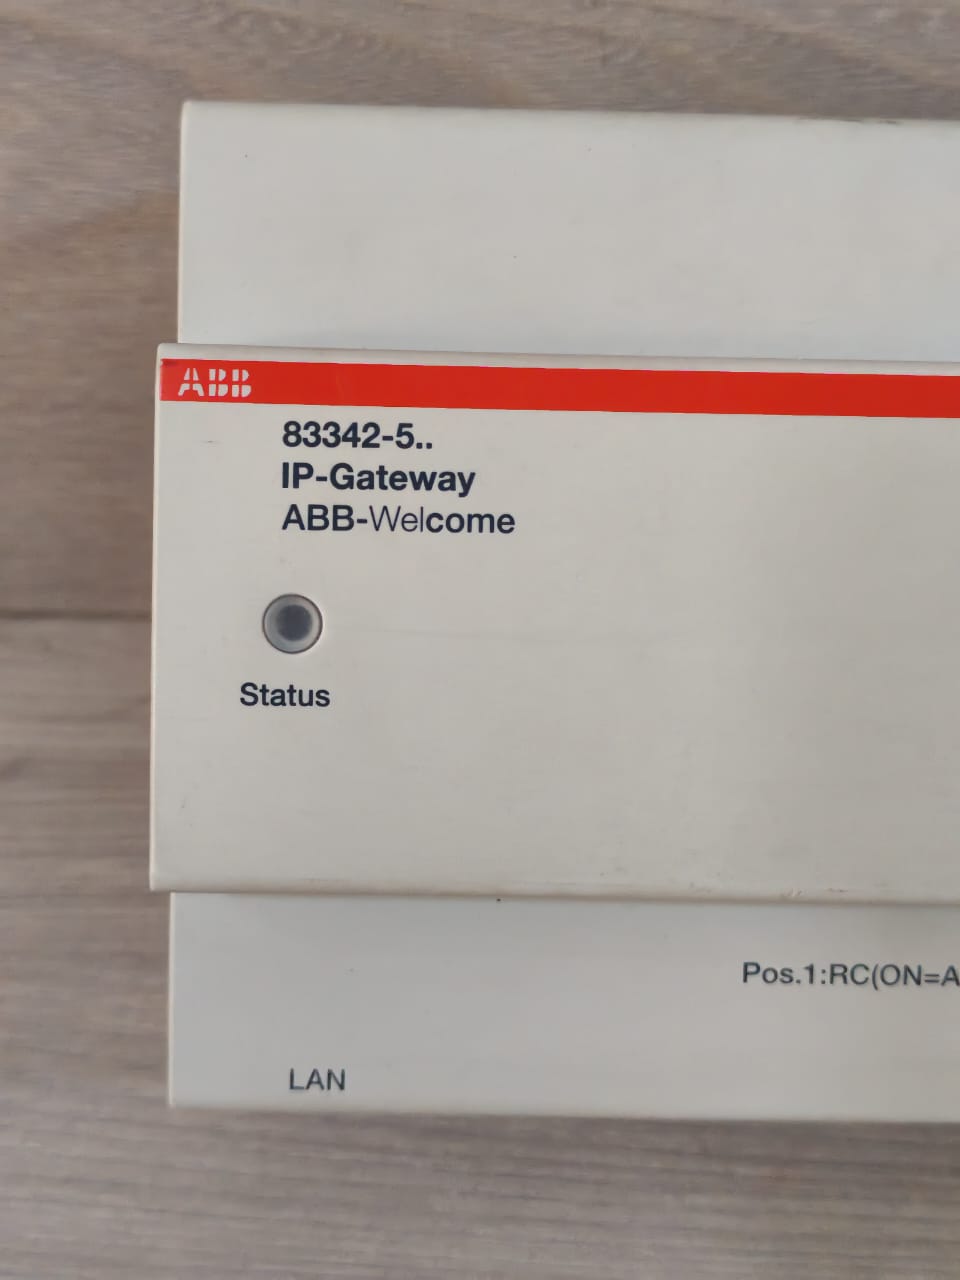 ABB
83342-5..
IP-Gateway
ABB-Welcome
Status
Pos.1:RC(ON=A
LAN